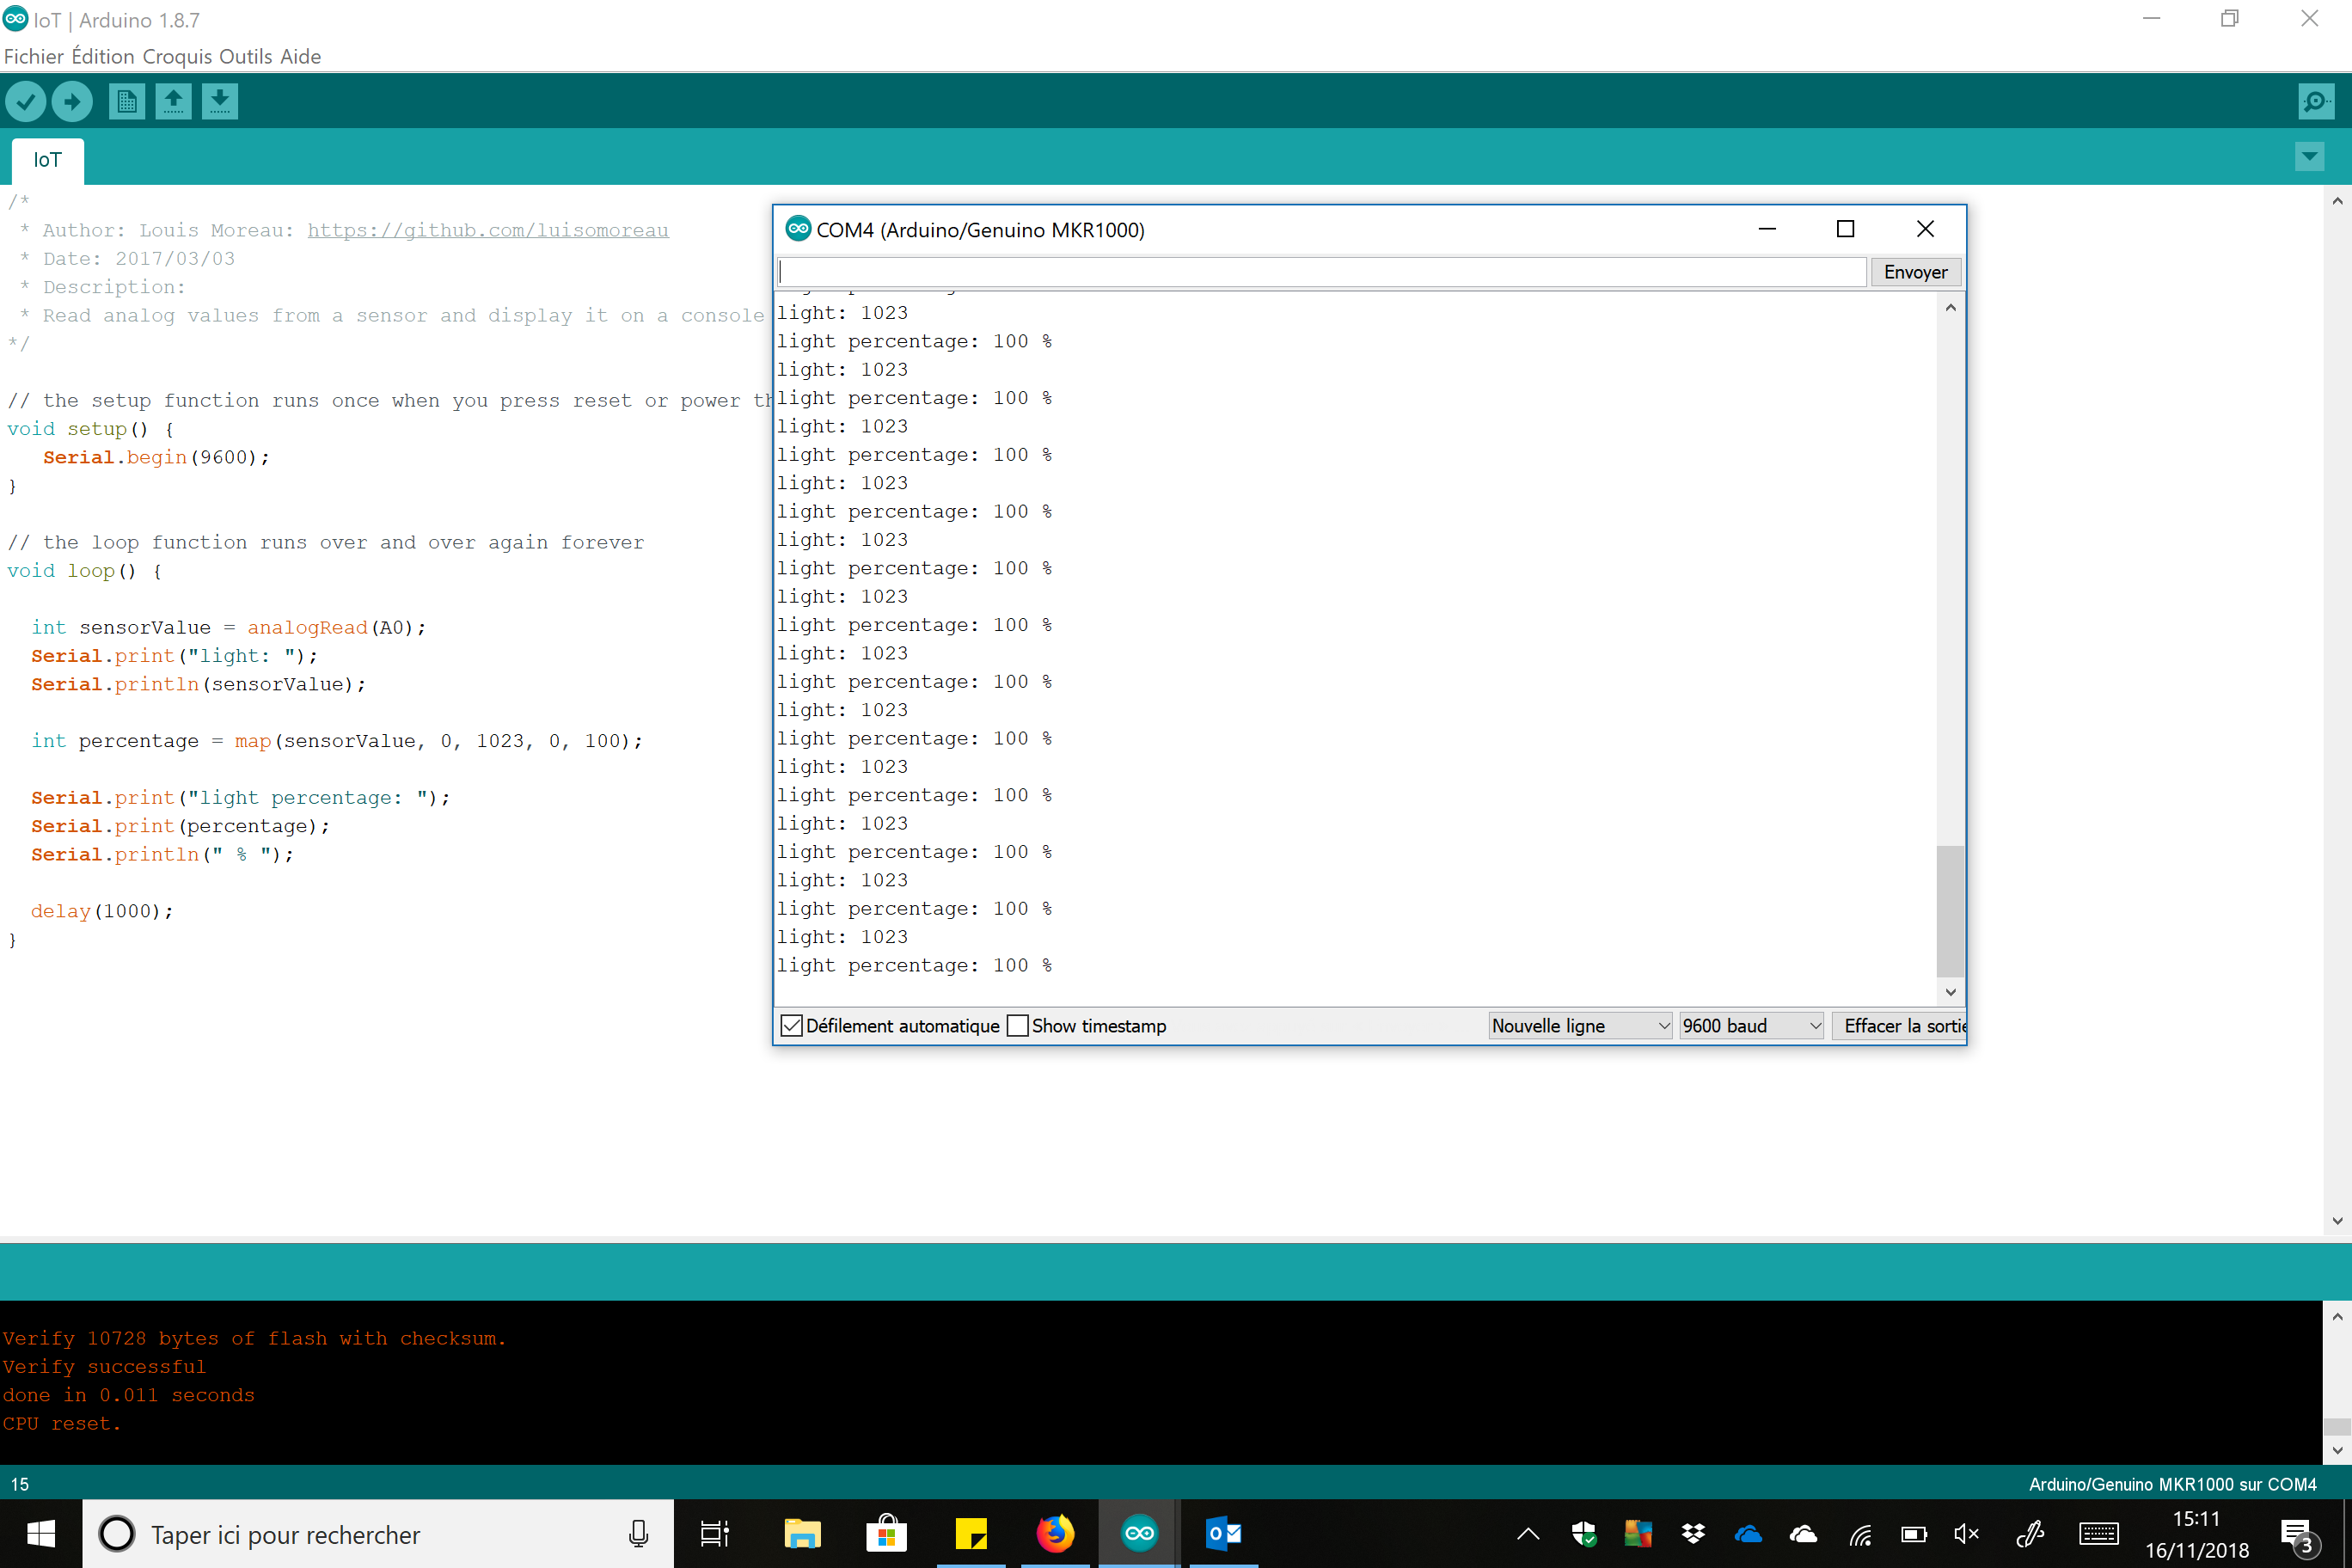 IoT | Arduino 1.8.7
Fichier Édition Croquis Outils Aide
IoT
/*
* Author: Louis Moreau: https://github.com/luisomoreau
* Date: 2017/03/03
* Description:
* Read analog values from a sensor and display it on a console
*/
// the setup function runs once when you press reset or power th
void setup() {
Serial.begin(9600);
}
// the loop function runs over and over again forever
void loop() {
int sensorValue = analogRead(A0);
Serial.print("light: ");
Serial.println(sensorValue);
int percentage = map(sensorValue, 0, 1023, 0, 100);
Serial.print("light percentage: ");
Serial.print(percentage);
Serial.println(" % ");
delay(1000);
}
COM4 (Arduino/Genuino MKR1000)
Envoyer
light: 1023
light percentage: 100 %
light: 1023
light percentage: 100 %
light: 1023
light percentage: 100 %
light: 1023
light percentage: 100 %
light: 1023
light percentage: 100 %
light: 1023
light percentage: 100 %
light: 1023
light percentage: 100 %
light: 1023
light percentage: 100 %
light: 1023
light percentage: 100 %
light: 1023
light percentage: 100 %
light: 1023
light percentage: 100 %
light: 1023
light percentage: 100 %
Défilement automatique Show timestamp Nouvelle ligne 9600 baud Effacer la sortie
Verify 10728 bytes of flash with checksum.
Verify successful
done in 0.011 seconds
CPU reset.
15 Arduino/Genuino MKR1000 sur COM4
Taper ici pour rechercher
15:11
16/11/2018
3